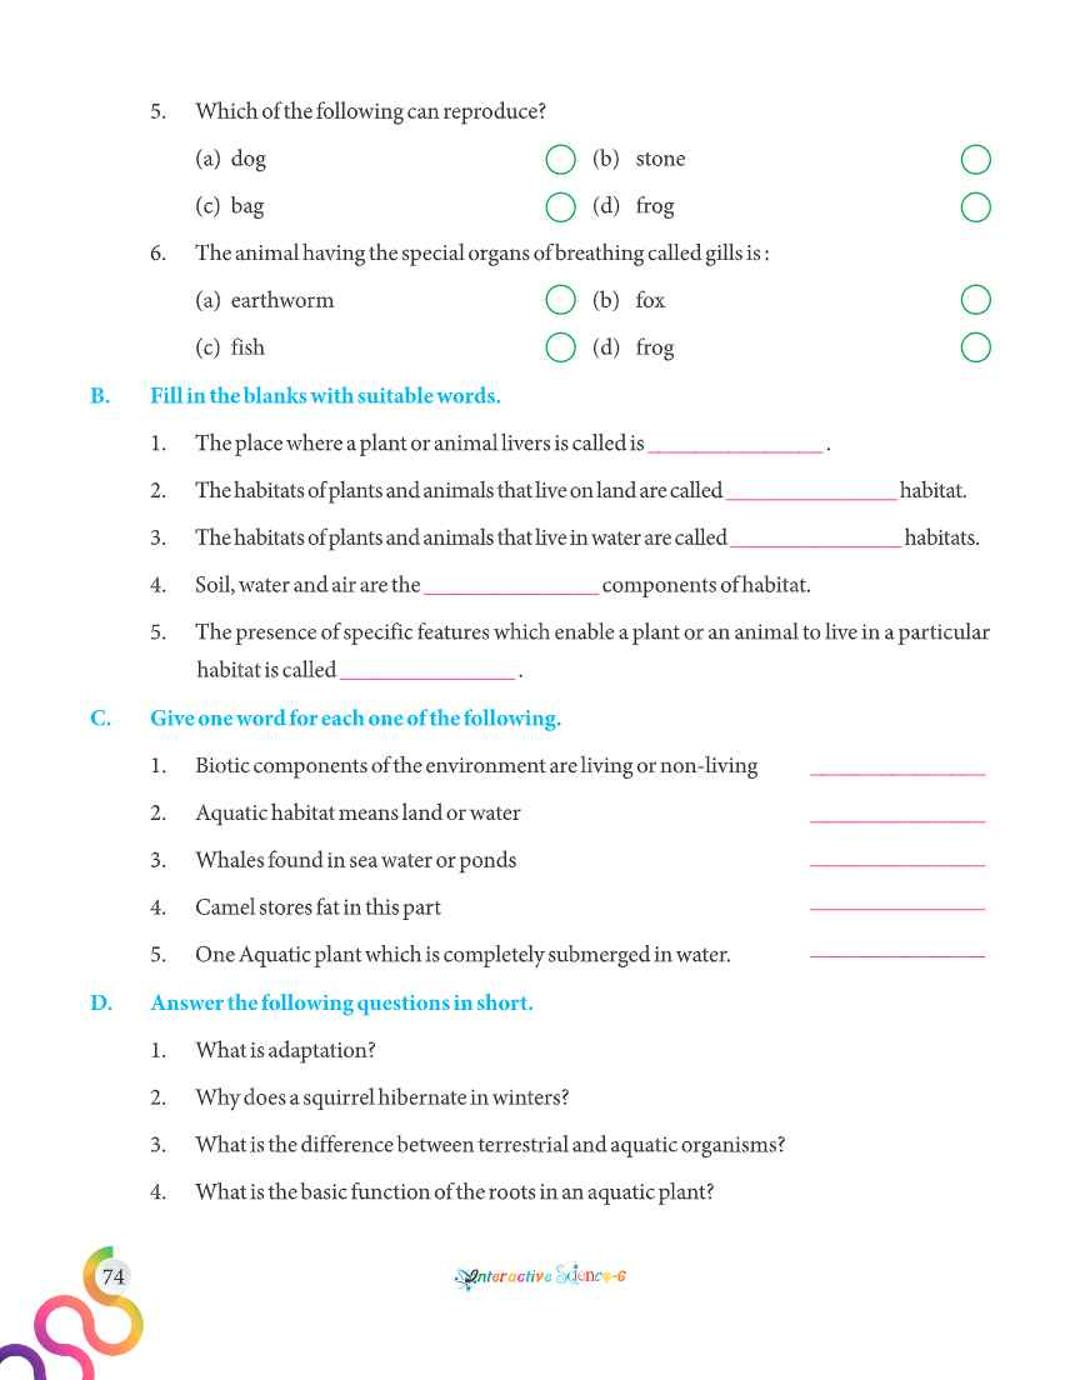 5. Which of the following can reproduce?
(a) dog (b) stone
(c) bag (d) frog
6. The animal having the special organs of breathing called gills is :
(a) earthworm (b) fox
(c) fish (d) frog
B. Fill in the blanks with suitable words.
1. The place where a plant or animal livers is called is ______________ .
2. The habitats of plants and animals that live on land are called ______________ habitat.
3. The habitats of plants and animals that live in water are called ______________ habitats.
4. Soil, water and air are the ______________ components of habitat.
5. The presence of specific features which enable a plant or an animal to live in a particular
habitat is called ______________ .
C. Give one word for each one of the following.
1. Biotic components of the environment are living or non-living ______________
2. Aquatic habitat means land or water ______________
3. Whales found in sea water or ponds ______________
4. Camel stores fat in this part ______________
5. One Aquatic plant which is completely submerged in water. ______________
D. Answer the following questions in short.
1. What is adaptation?
2. Why does a squirrel hibernate in winters?
3. What is the difference between terrestrial and aquatic organisms?
4. What is the basic function of the roots in an aquatic plant?
74 Interactive Science-6